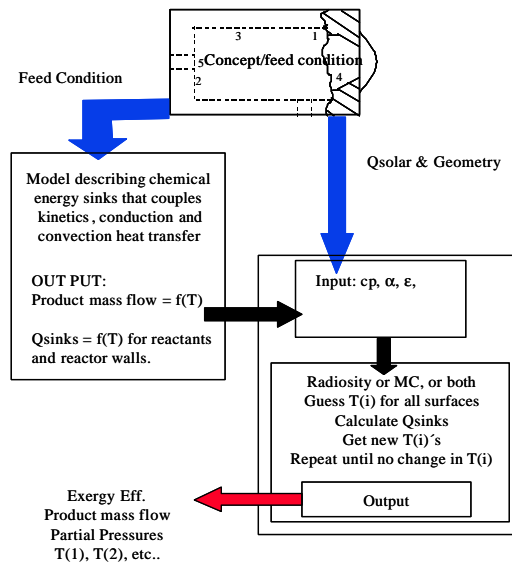 3
1
5
Concept/feed condition
2
4
Feed Condition
Qsolar & Geometry
Model describing chemical
energy sinks that couples
kinetics, conduction and
convection heat transfer
OUT PUT:
Product mass flow = f(T)
Qsinks = f(T) for reactants
and reactor walls.
Input: cp, α, ε,
Radiosity or MC, or both
Guess T(i) for all surfaces
Calculate Qsinks
Get new T(i)´s
Repeat until no change in T(i)
Output
Exergy Eff.
Product mass flow
Partial Pressures
T(1), T(2), etc..